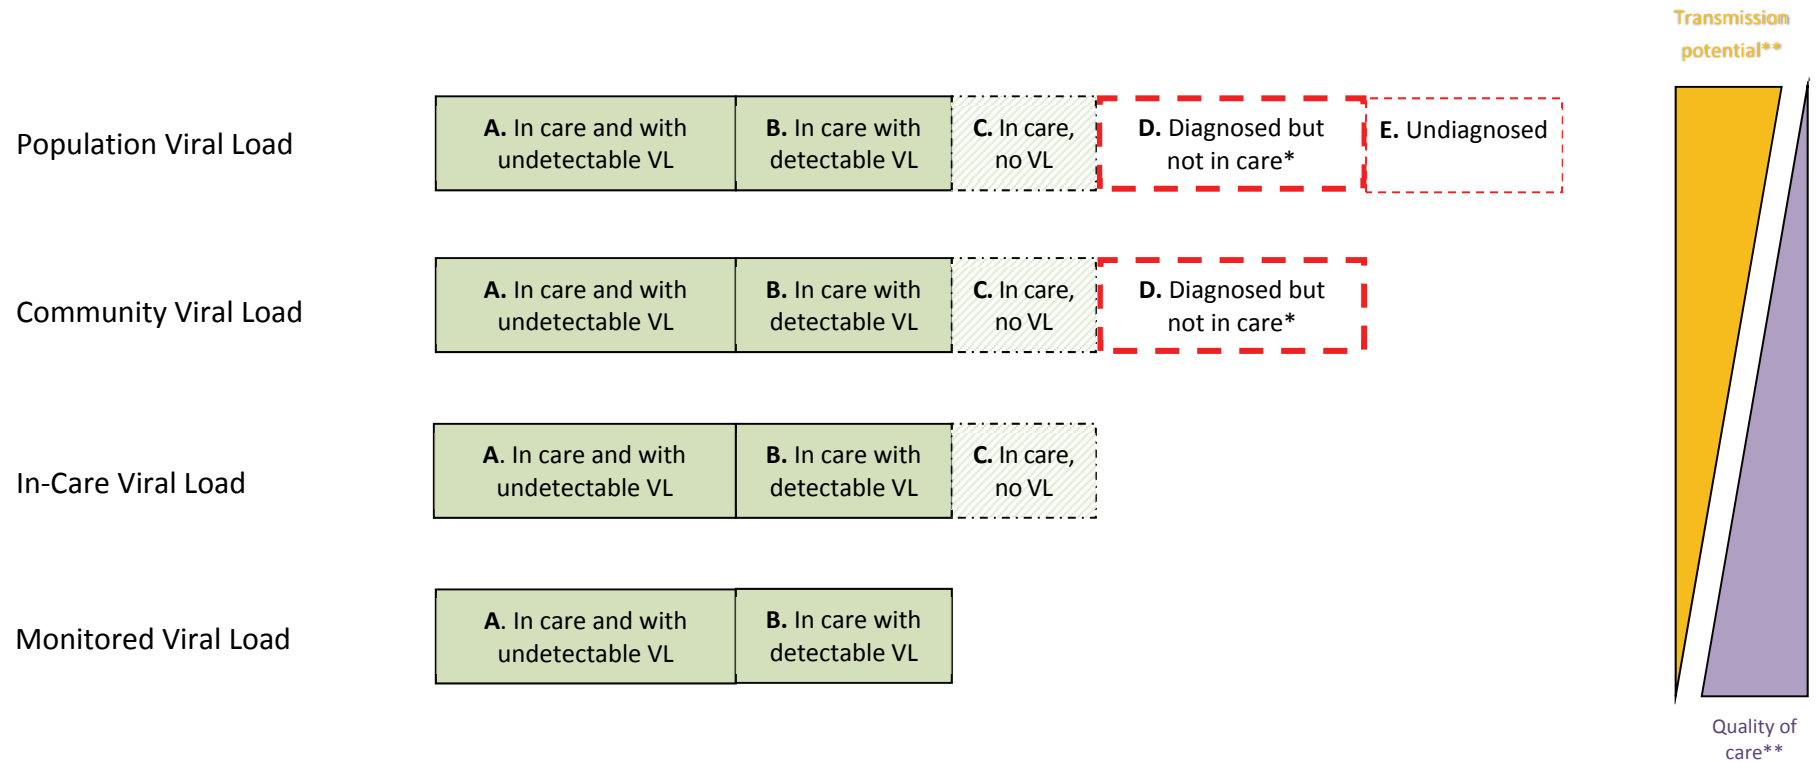 Transmission
potential**
Population Viral Load
A. In care and with
undetectable VL
B. In care with
detectable VL
C. In care,
no VL
D. Diagnosed but
not in care*
E. Undiagnosed
Community Viral Load
A. In care and with
undetectable VL
B. In care with
detectable VL
C. In care,
no VL
D. Diagnosed but
not in care*
In-Care Viral Load
A. In care and with
undetectable VL
B. In care with
detectable VL
C. In care,
no VL
Monitored Viral Load
A. In care and with
undetectable VL
B. In care with
detectable VL
Quality of
care**